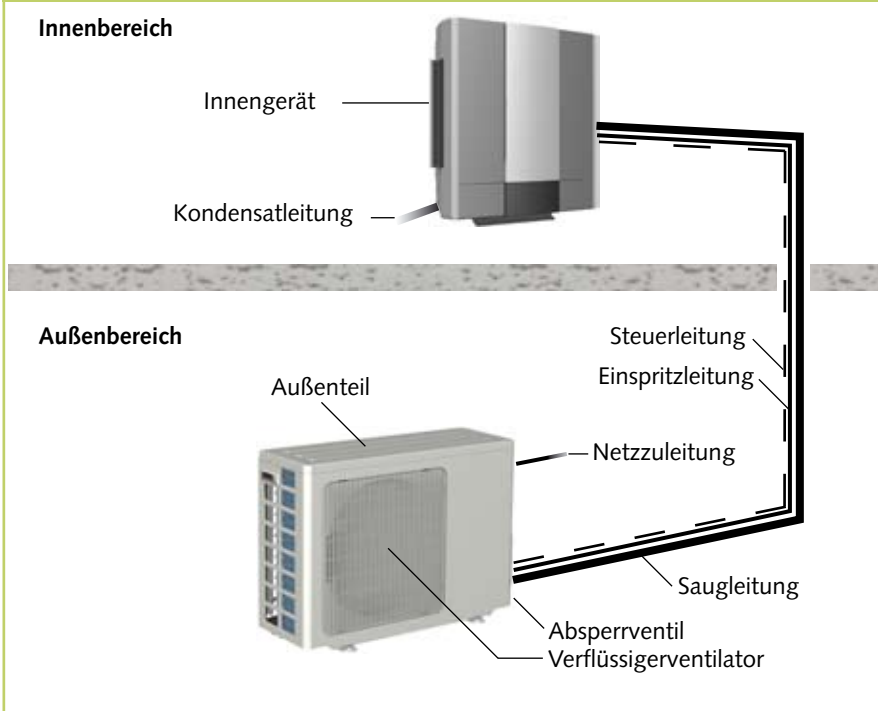 Innenbereich
Innengerät
Kondensatleitung
Außenbereich
Steuerleitung
Einspritzleitung
Außenteil
Netzzuleitung
Saugleitung
Absperrventil
Verflüssigerventilator